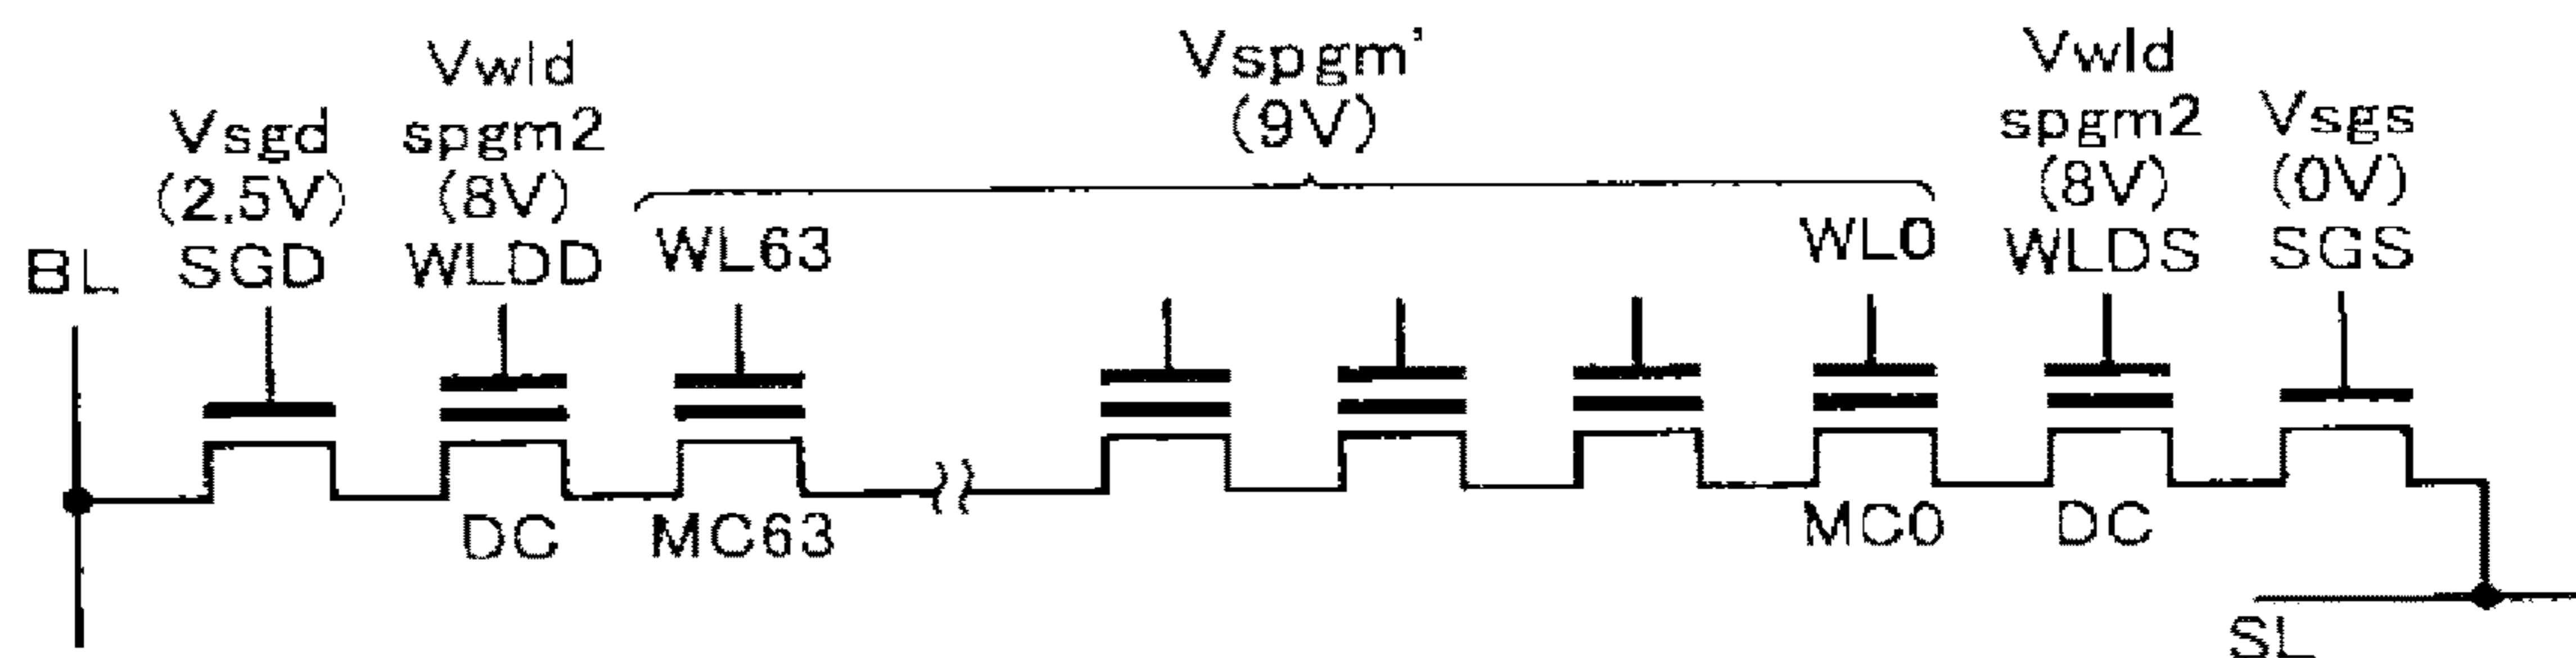 BL
Vsgd
(2.5V)
SGD
Vwld
spgm2
(8V)
WLDD
Vspgm'
(9V)
WL63
WL0
Vwld
spgm2
(8V)
WLDS
Vsgs
(0V)
SGS
DC
MC63
MC0
DC
SL